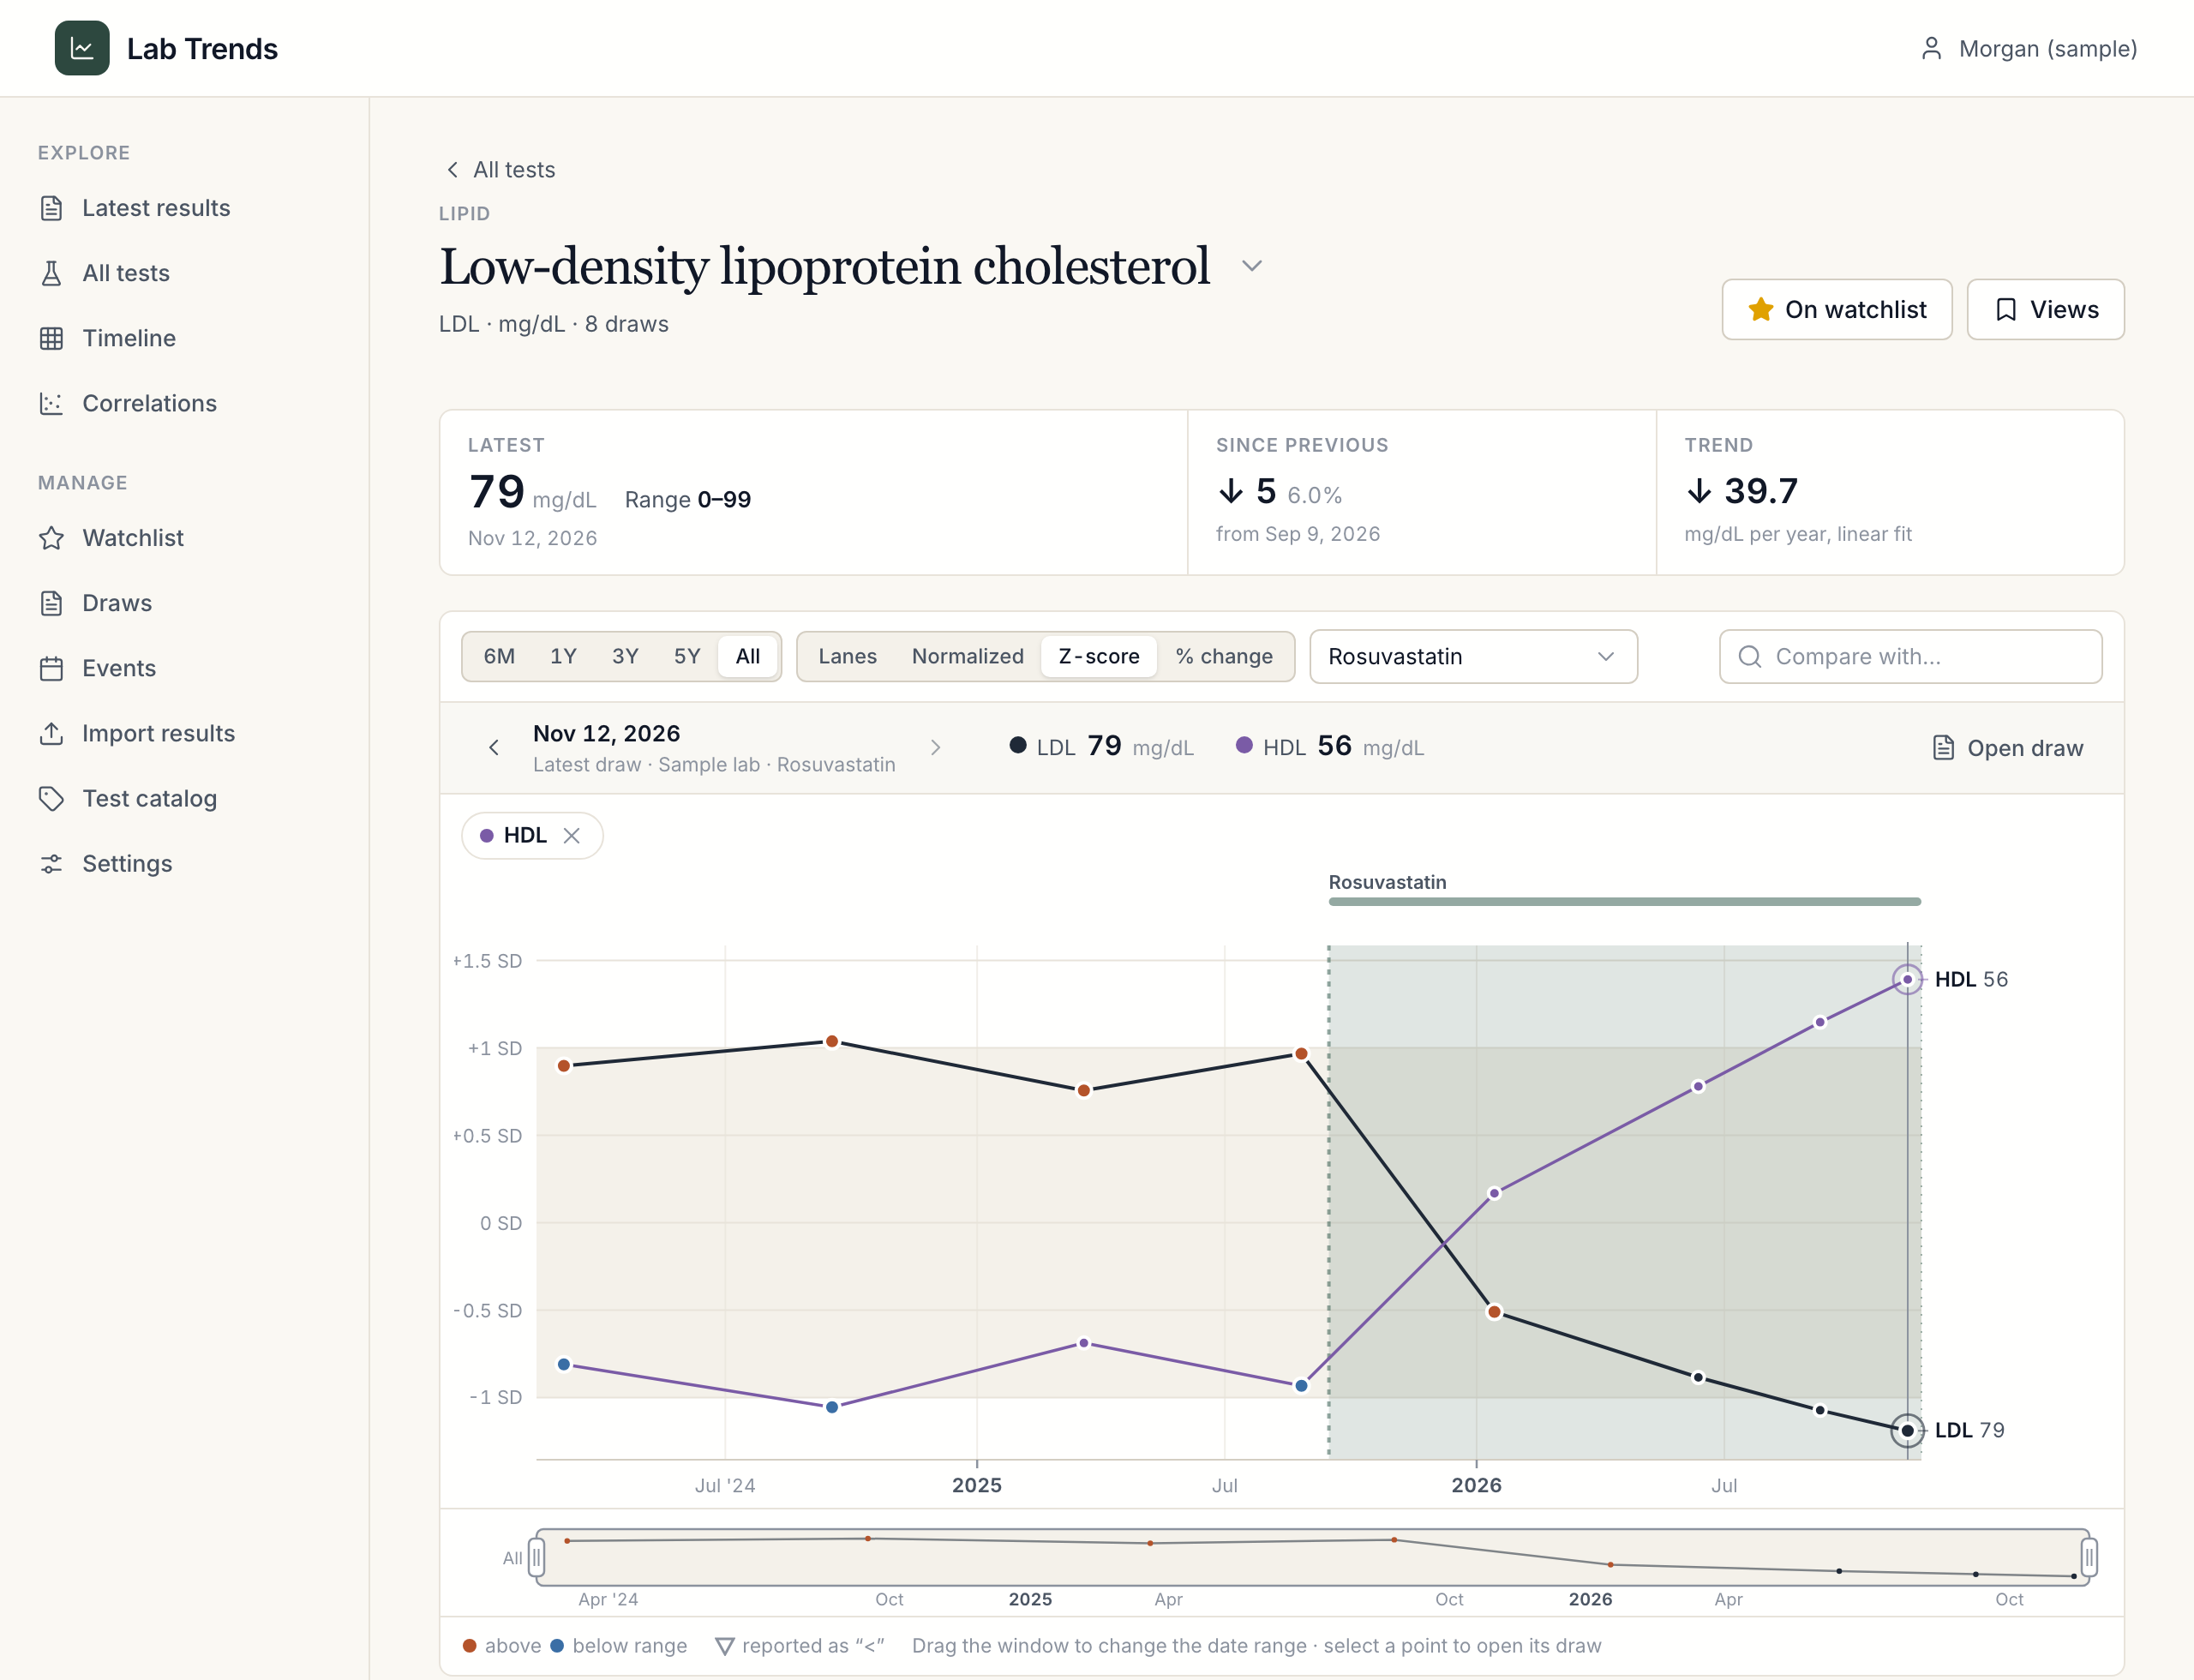 Lab Trends
Morgan (sample)
EXPLORE
Latest results
All tests
Timeline
Correlations
MANAGE
Watchlist
Draws
Events
Import results
Test catalog
Settings
All tests
LIPID
Low-density lipoprotein cholesterol
LDL · mg/dL · 8 draws
On watchlist
Views
LATEST
79 mg/dL Range 0–99
Nov 12, 2026
SINCE PREVIOUS
↓ 5 6.0%
from Sep 9, 2026
TREND
↓ 39.7
mg/dL per year, linear fit
6M 1Y 3Y 5Y All
Lanes Normalized Z-score % change
Rosuvastatin
Compare with...
Nov 12, 2026
Latest draw · Sample lab · Rosuvastatin
LDL 79 mg/dL HDL 56 mg/dL
Open draw
HDL
Rosuvastatin
+1.5 SD
+1 SD
+0.5 SD
0 SD
-0.5 SD
-1 SD
HDL 56
LDL 79
Jul '24 2025 Jul 2026 Jul
All
Apr '24 Oct 2025 Apr Oct 2026 Apr Oct
above below range reported as “<” Drag the window to change the date range · select a point to open its draw